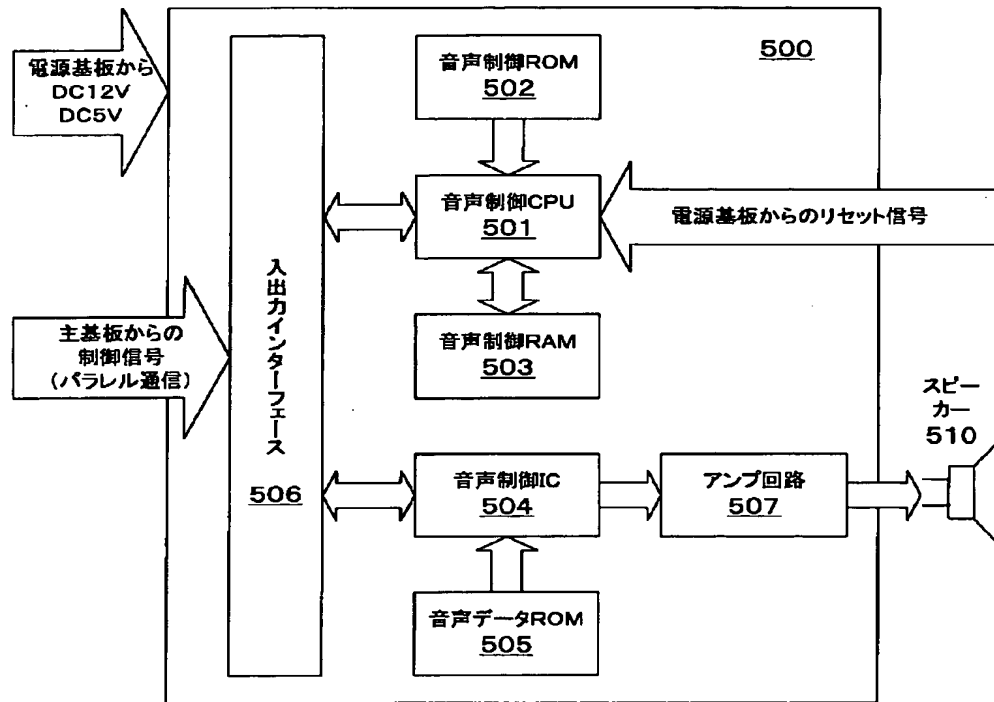 電源基板から
DC12V
DC5V
500
音声制御ROM
502
音声制御CPU
501
電源基板からのリセット信号
入出力インターフェース
506
主基板からの
制御信号
(パラレル通信)
音声制御RAM
503
スピー
カー
510
音声制御IC
504
アンプ回路
507
音声データROM
505